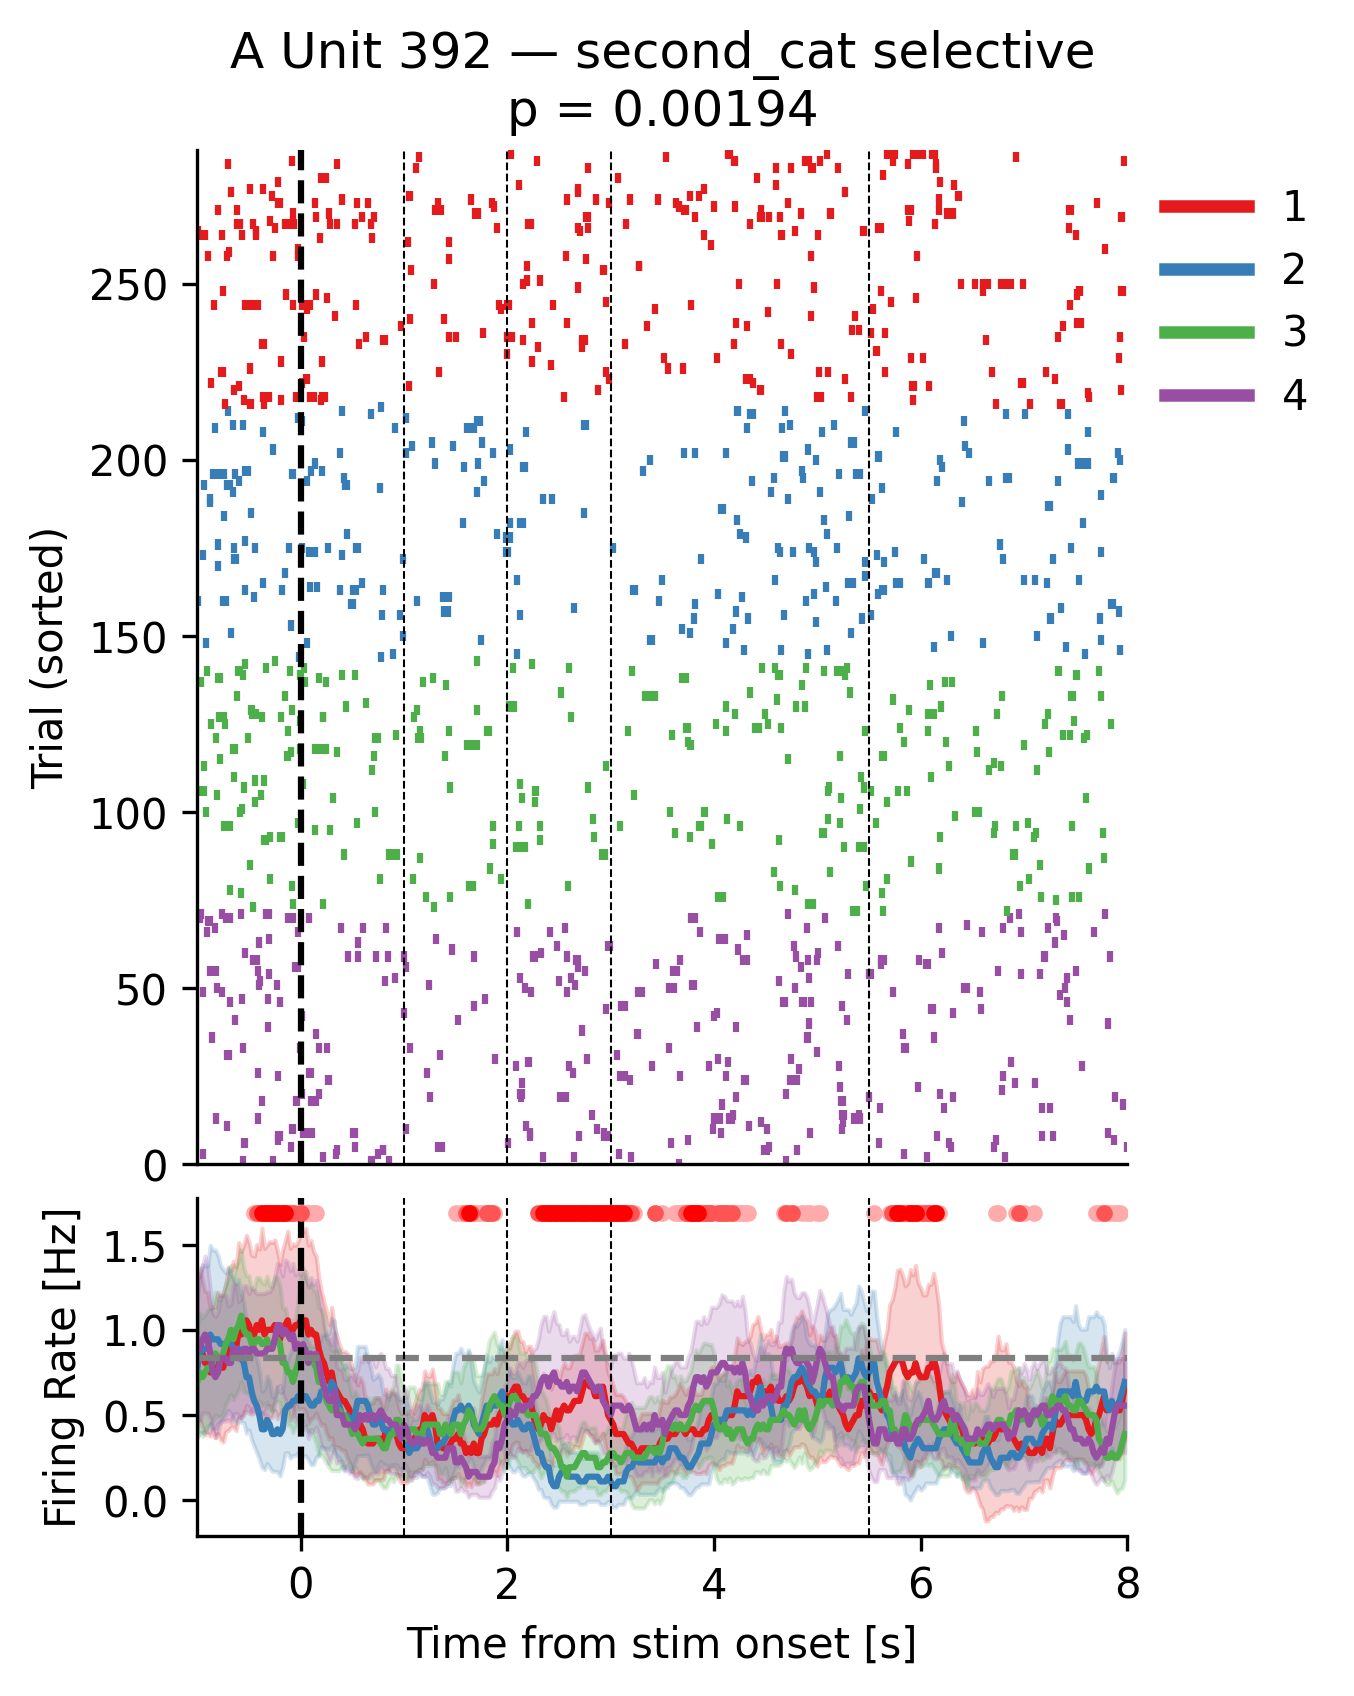 A Unit 392 — second_cat selective
p = 0.00194
1
2
3
4
Trial (sorted)
250
200
150
100
50
0
Firing Rate [Hz]
1.5
1.0
0.5
0.0
0 2 4 6 8
Time from stim onset [s]